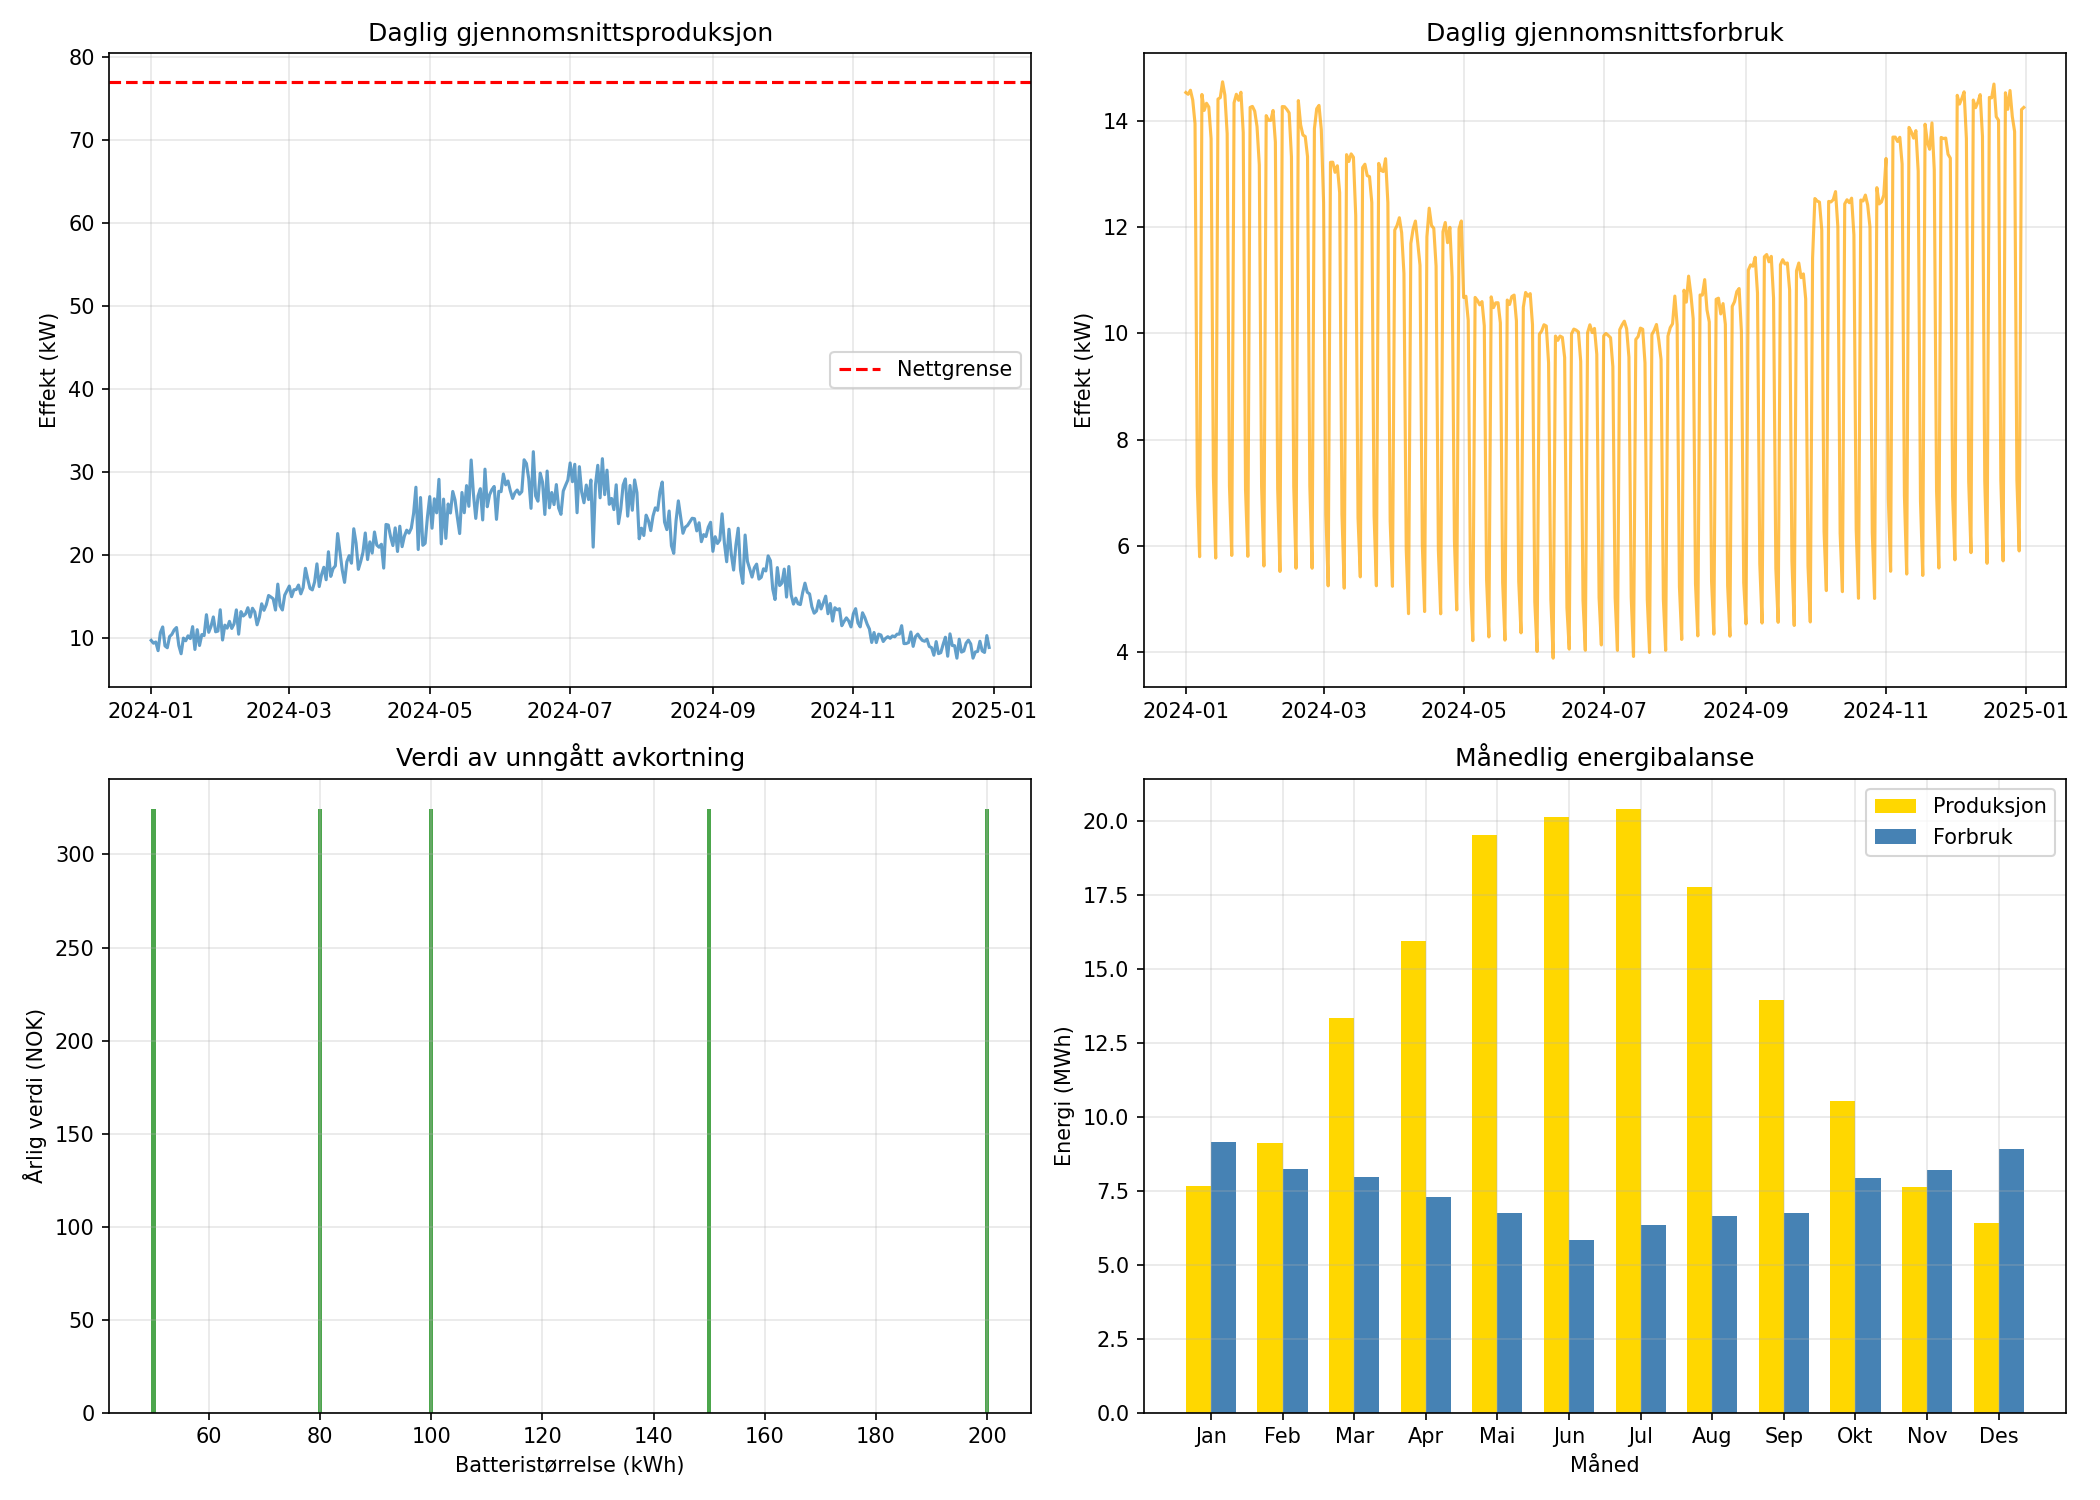 Daglig gjennomsnittsproduksjon
80
70
60
50
40
30
20
10
Effekt (kW)
Nettgrense
2024-01 2024-03 2024-05 2024-07 2024-09 2024-11 2025-01
Daglig gjennomsnittsforbruk
14
12
10
8
6
4
Effekt (kW)
2024-01 2024-03 2024-05 2024-07 2024-09 2024-11 2025-01
Verdi av unngått avkortning
300
250
200
150
100
50
0
Årlig verdi (NOK)
60 80 100 120 140 160 180 200
Batteristørrelse (kWh)
Månedlig energibalanse
Produksjon
Forbruk
20.0
17.5
15.0
12.5
10.0
7.5
5.0
2.5
0.0
Energi (MWh)
Jan Feb Mar Apr Mai Jun Jul Aug Sep Okt Nov Des
Måned